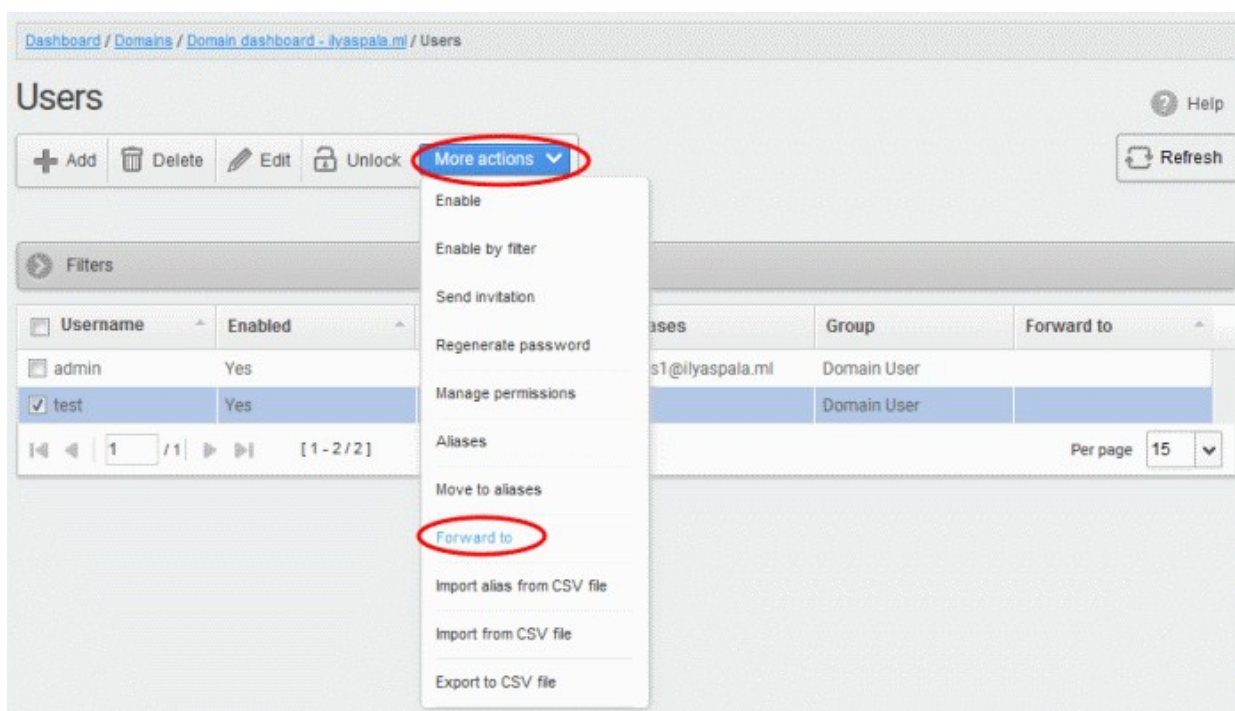 Dashboard / Domains / Domain dashboard - ilyaspala.ml / Users
Users
Help
Add Delete Edit Unlock More actions Refresh
Enable
Enable by filter
Send invitation
Regenerate password
Manage permissions
Aliases
Move to aliases
Forward to
Import alias from CSV file
Import from CSV file
Export to CSV file
Filters
Username Enabled ases Group Forward to
admin Yes s1@ilyaspala.ml Domain User
test Yes Domain User
1 / 1 [ 1 - 2 / 2 ] Per page 15